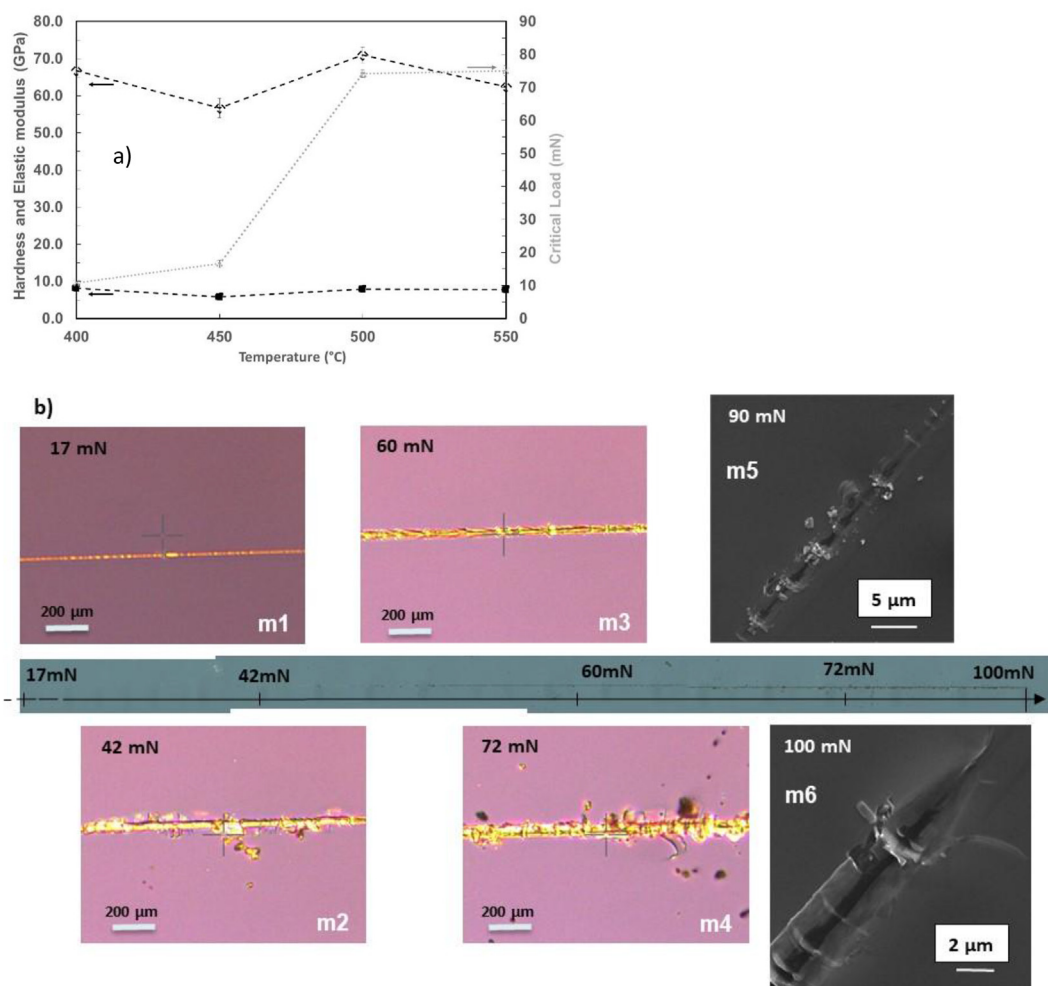 80.0
70.0
60.0
50.0
40.0
30.0
20.0
10.0
0.0
Hardness and Elastic modulus (GPa)
a)
90
80
70
60
50
40
30
20
10
0
Critical Load (mN)
400
450
500
550
Temperature (°C)
b)
17 mN
200 µm
m1
60 mN
200 µm
m3
90 mN
m5
5 µm
17mN
42mN
60mN
72mN
100mN
42 mN
200 µm
m2
72 mN
200 µm
m4
100 mN
m6
2 µm